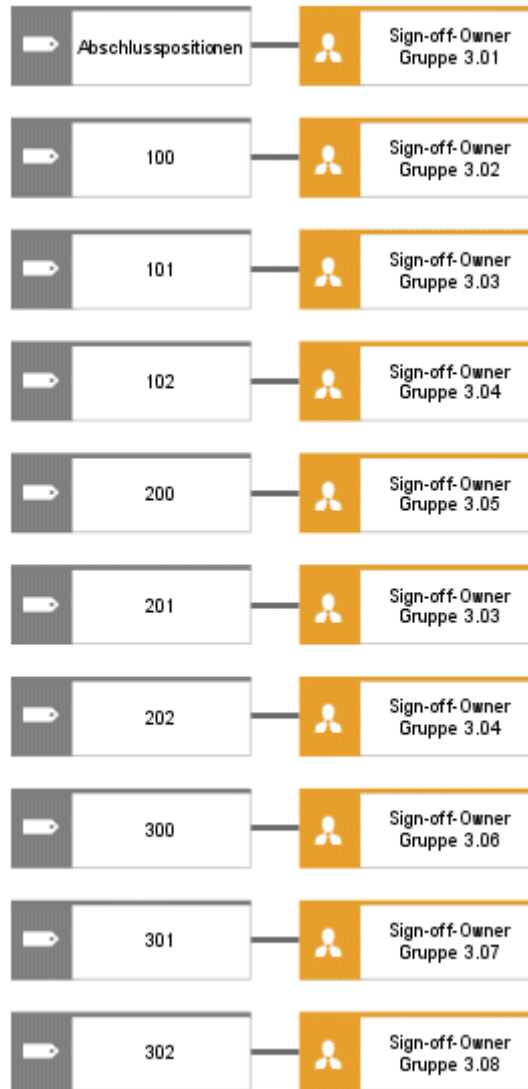 Abschlusspositionen
Sign-off-Owner
Gruppe 3.01
100
Sign-off-Owner
Gruppe 3.02
101
Sign-off-Owner
Gruppe 3.03
102
Sign-off-Owner
Gruppe 3.04
200
Sign-off-Owner
Gruppe 3.05
201
Sign-off-Owner
Gruppe 3.03
202
Sign-off-Owner
Gruppe 3.04
300
Sign-off-Owner
Gruppe 3.06
301
Sign-off-Owner
Gruppe 3.07
302
Sign-off-Owner
Gruppe 3.08